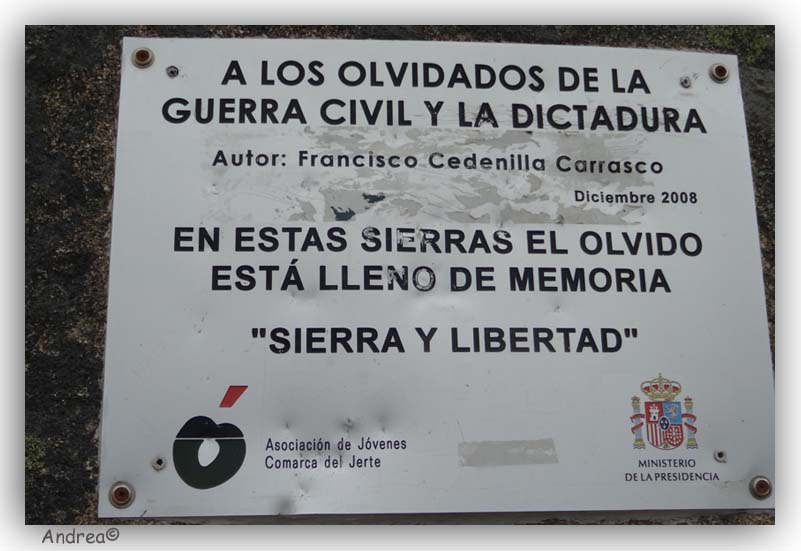 A LOS OLVIDADOS DE LA
GUERRA CIVIL Y LA DICTADURA
Autor: Francisco Cedenilla Carrasco
Diciembre 2008
EN ESTAS SIERRAS EL OLVIDO
ESTÁ LLENO DE MEMORIA
"SIERRA Y LIBERTAD"
Asociación de Jóvenes
Comarca del Jerte
MINISTERIO
DE LA PRESIDENCIA
Andrea©